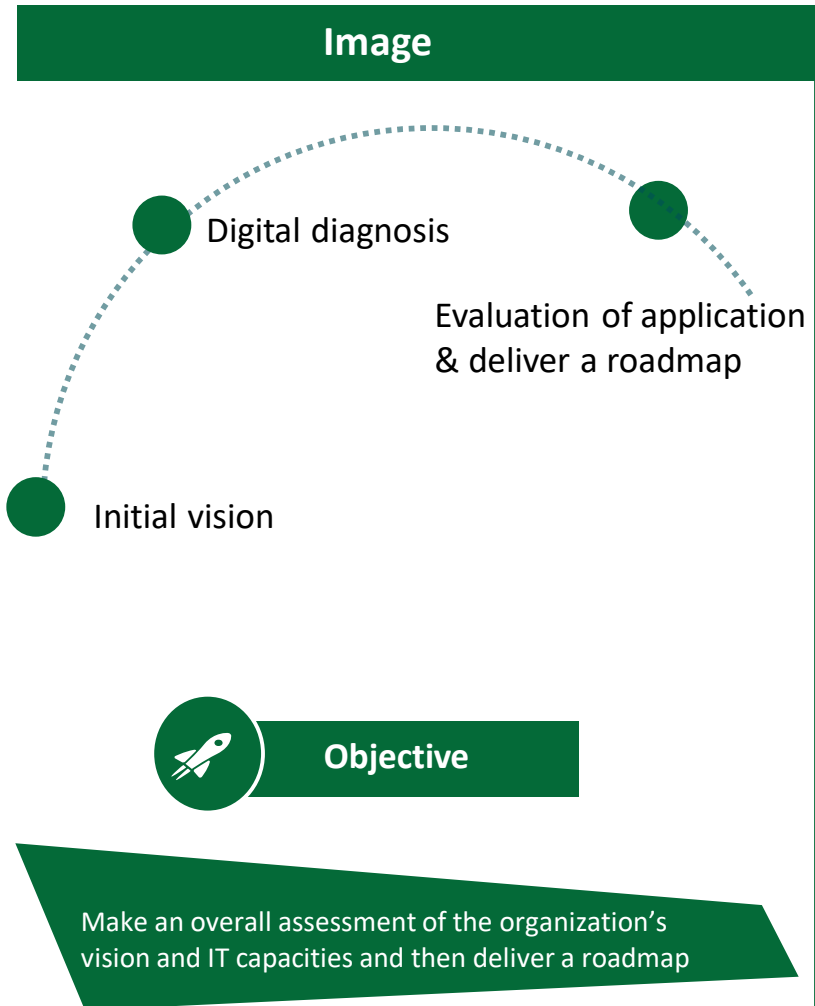 Image
Digital diagnosis
Evaluation of application
& deliver a roadmap
Initial vision
Objective
Make an overall assessment of the organization’s
vision and IT capacities and then deliver a roadmap